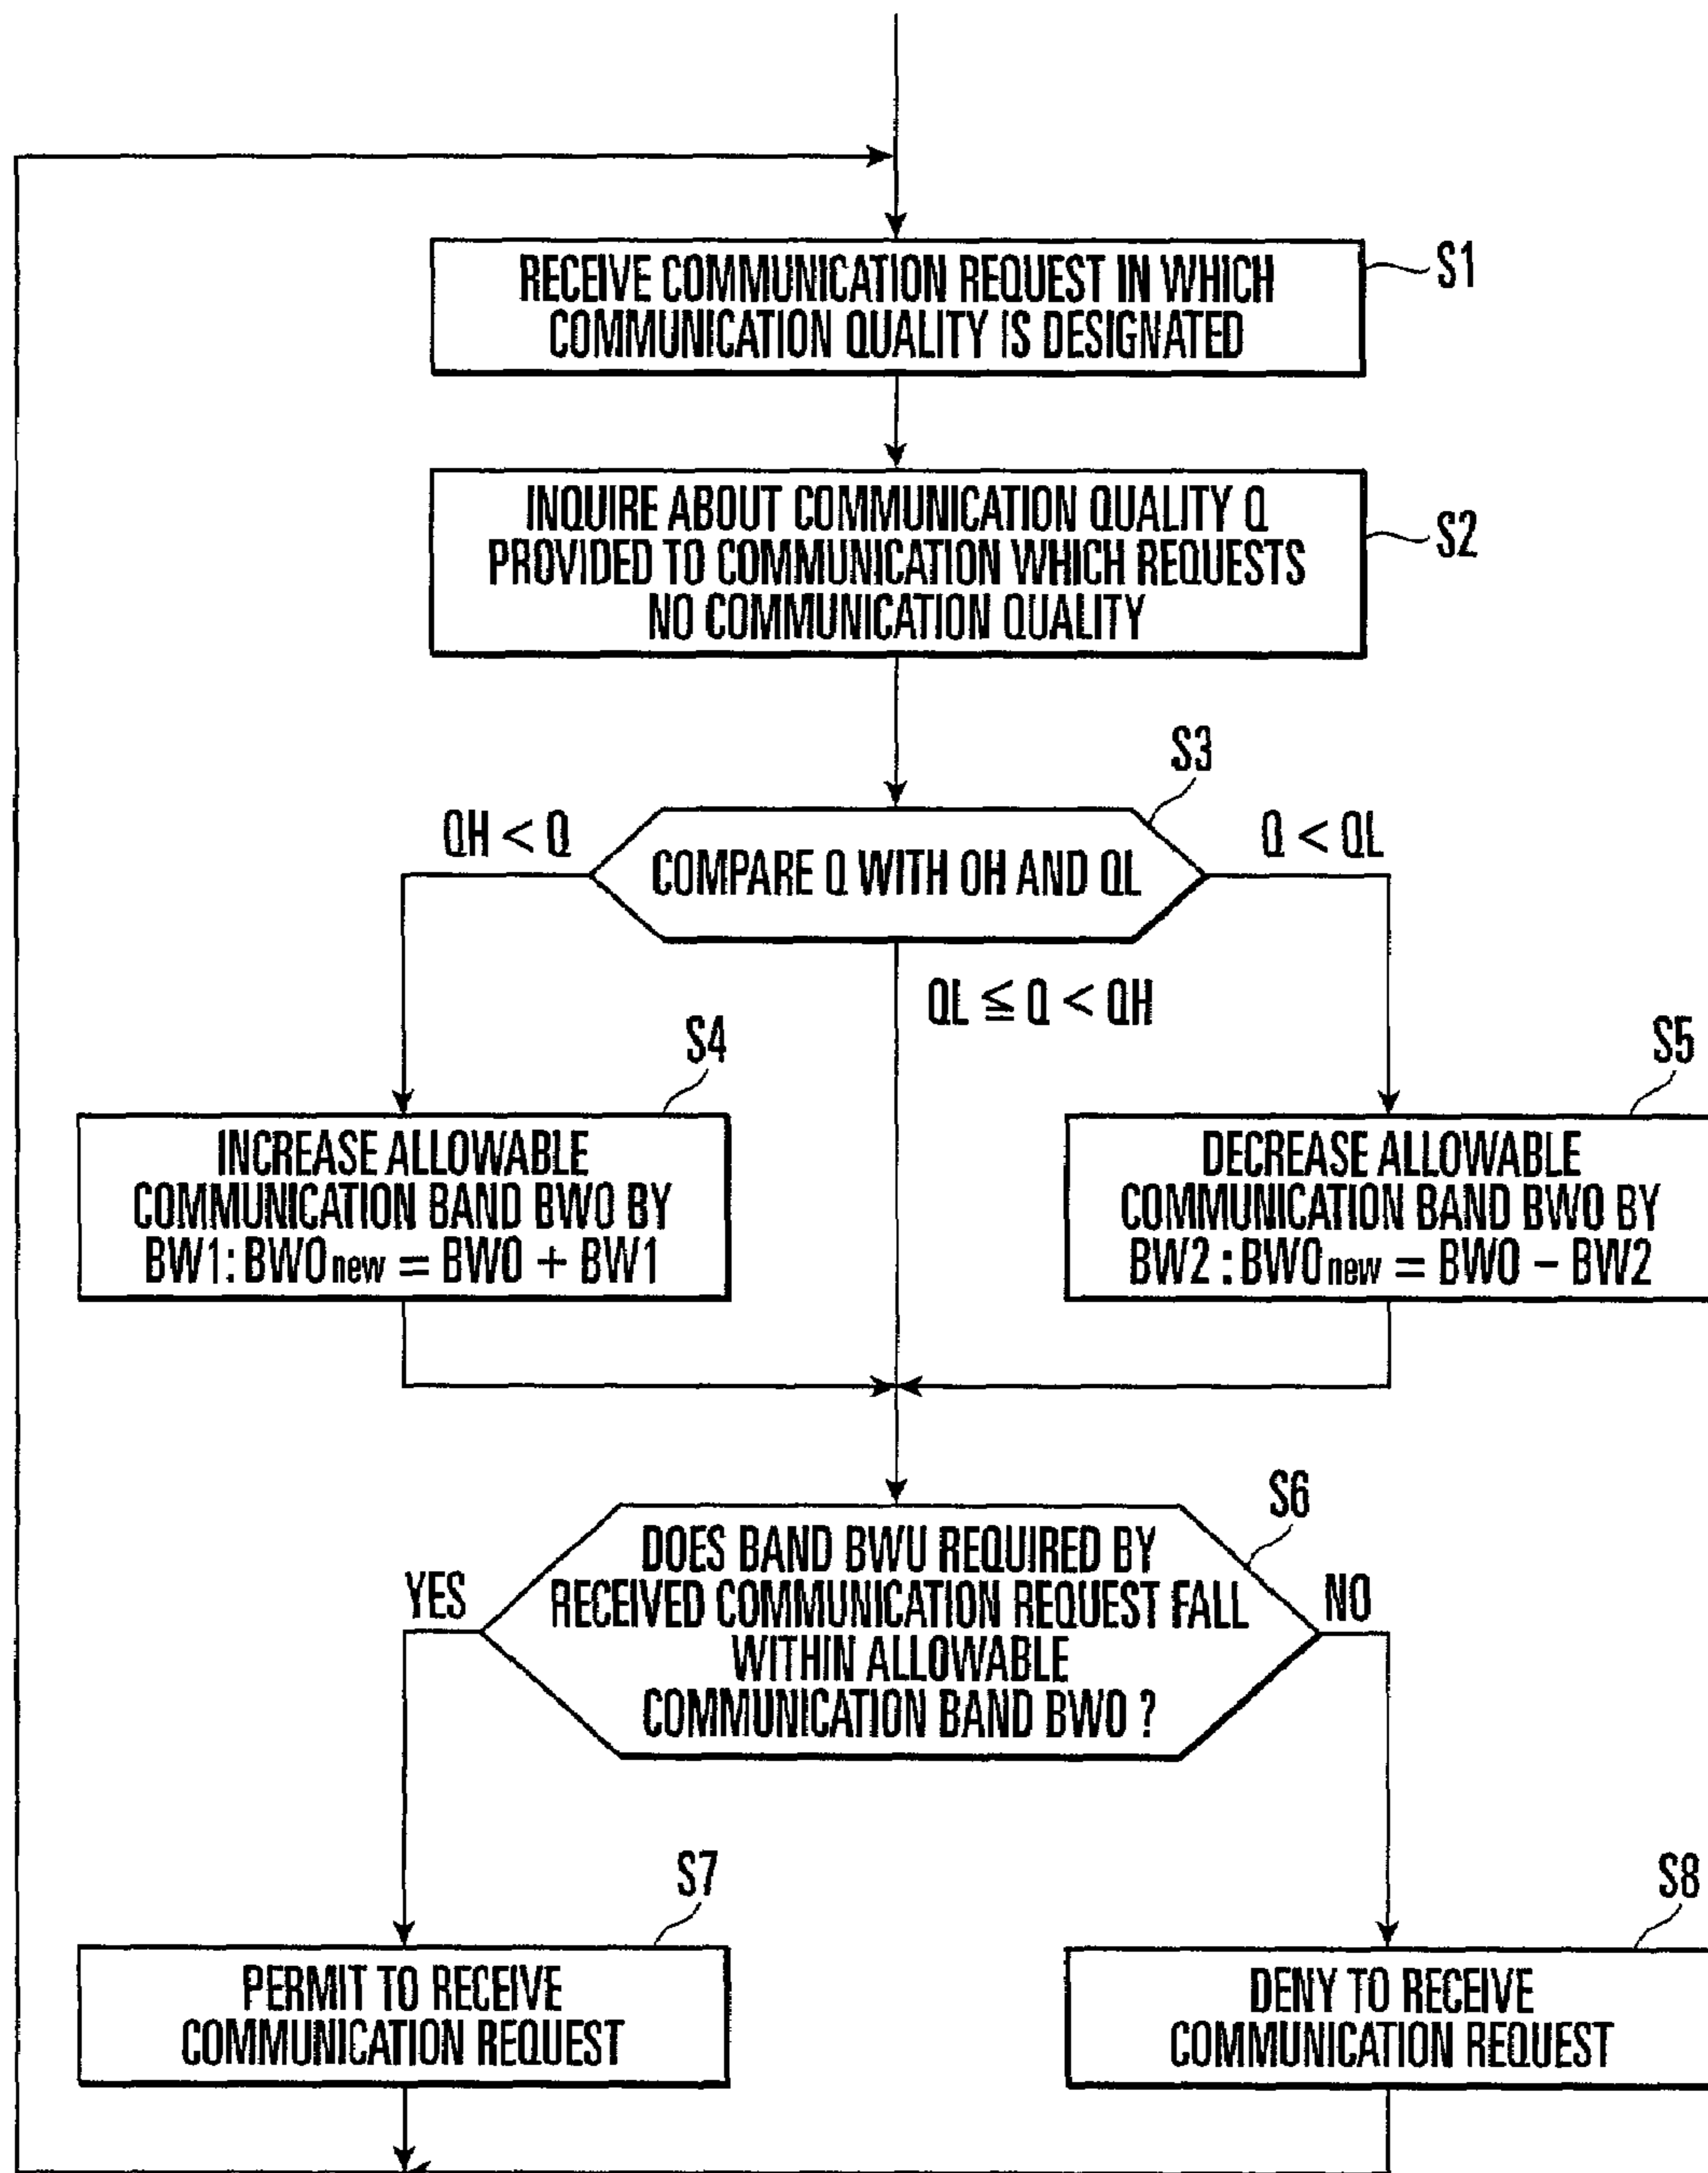 RECEIVE COMMUNICATION REQUEST IN WHICH
COMMUNICATION QUALITY IS DESIGNATED
S1
INQUIRE ABOUT COMMUNICATION QUALITY Q
PROVIDED TO COMMUNICATION WHICH REQUESTS
NO COMMUNICATION QUALITY
S2
S3
QH < Q
COMPARE Q WITH OH AND QL
Q < QL
QL ≦ Q < QH
S4
INCREASE ALLOWABLE
COMMUNICATION BAND BW0 BY
BW1: BW0new = BW0 + BW1
S5
DECREASE ALLOWABLE
COMMUNICATION BAND BW0 BY
BW2 : BW0new = BW0 − BW2
S6
YES
DOES BAND BWU REQUIRED BY
RECEIVED COMMUNICATION REQUEST FALL
WITHIN ALLOWABLE
COMMUNICATION BAND BW0 ?
NO
S7
PERMIT TO RECEIVE
COMMUNICATION REQUEST
S8
DENY TO RECEIVE
COMMUNICATION REQUEST